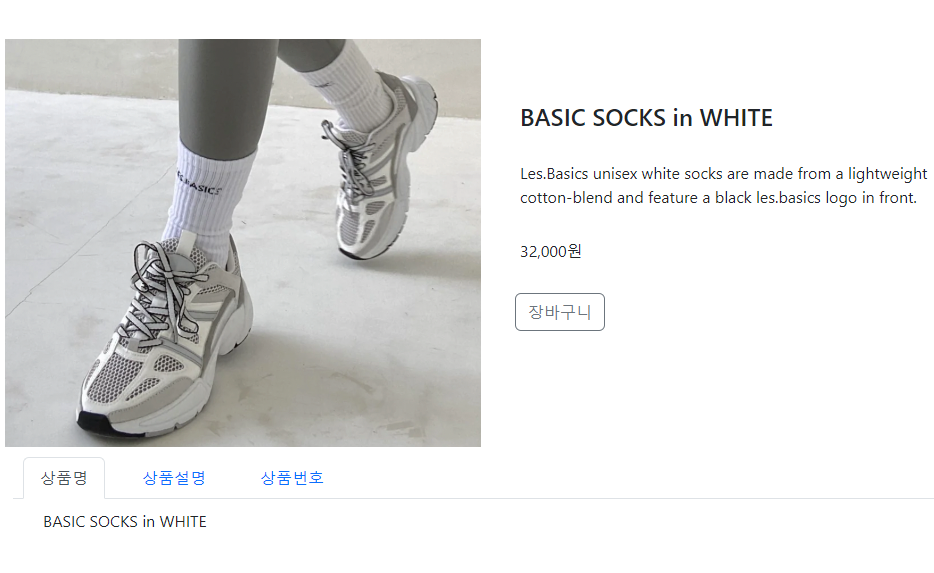 LES.BASICS
BASIC SOCKS in WHITE
Les.Basics unisex white socks are made from a lightweight
cotton-blend and feature a black les.basics logo in front.
32,000원
장바구니
상품명 상품설명 상품번호
BASIC SOCKS in WHITE